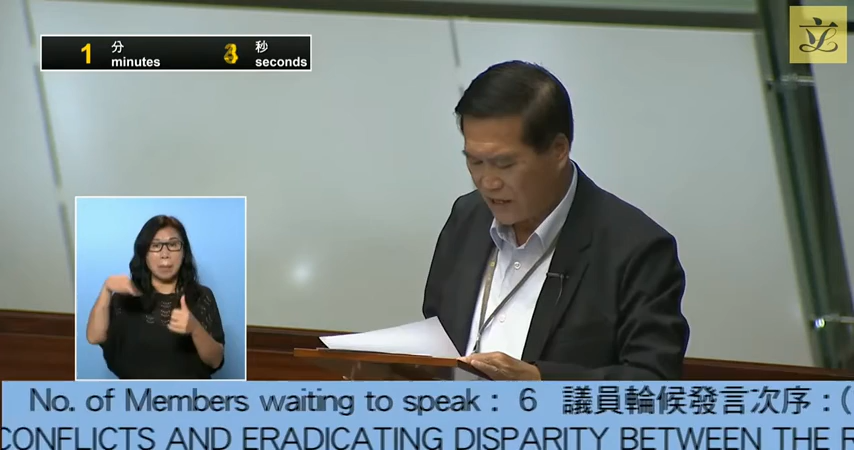 1 分 minutes 秒 seconds
No. of Members waiting to speak : 6 議員輪候發言次序 : (
CONFLICTS AND ERADICATING DISPARITY BETWEEN THE R